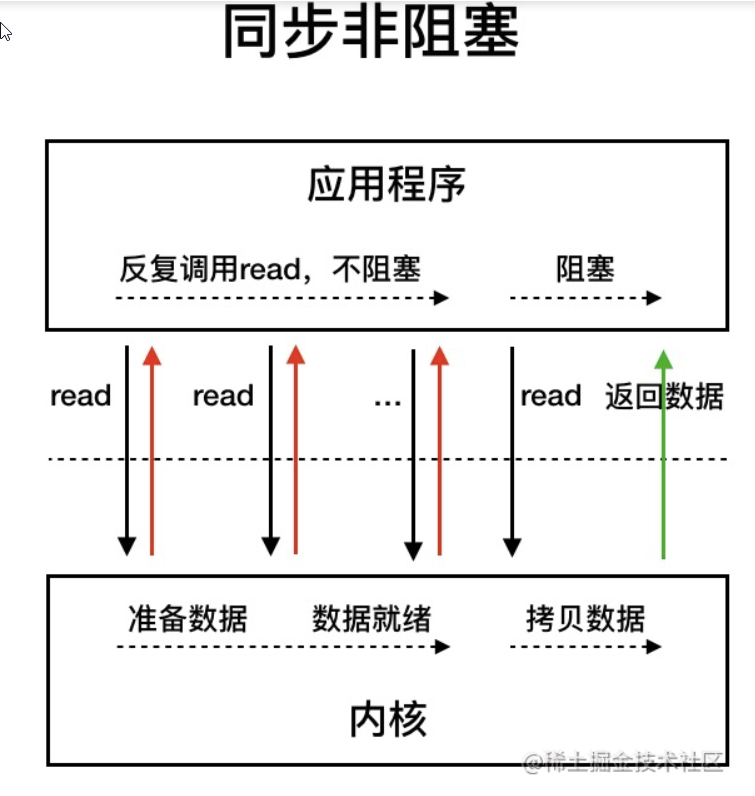 同步非阻塞
应用程序
反复调用read，不阻塞
阻塞
read
read
...
read
返回数据
准备数据
数据就绪
拷贝数据
内核
@稀土掘金技术社区